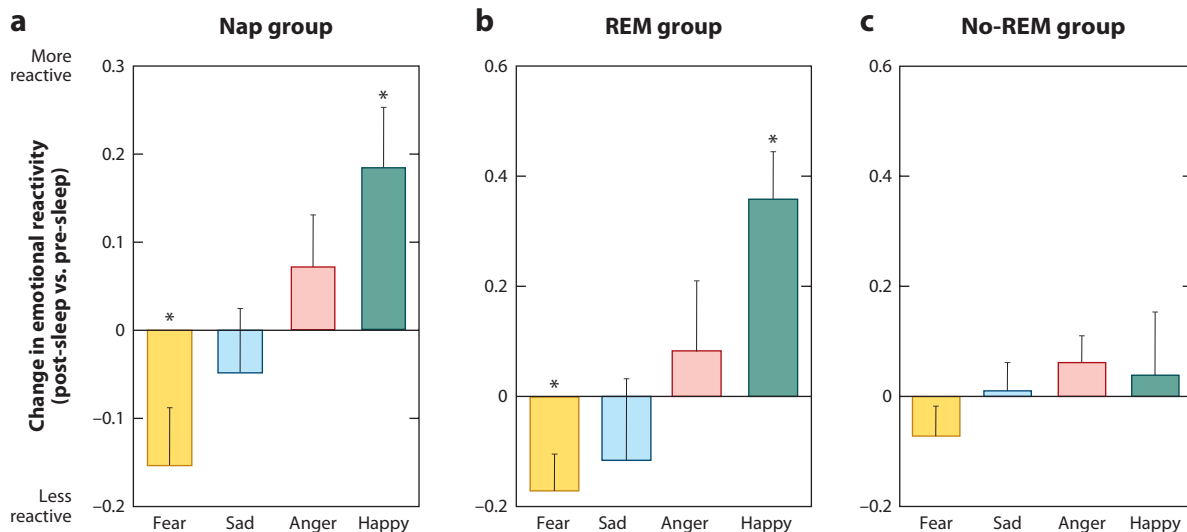 a
Nap group
b
REM group
c
No-REM group
More
reactive
Less
reactive
Change in emotional reactivity
(post-sleep vs. pre-sleep)
0.3
0.2
0.1
0
–0.1
–0.2
*
*
Fear Sad Anger Happy
0.6
0.4
0.2
0
–0.2
*
*
Fear Sad Anger Happy
0.6
0.4
0.2
0
–0.2
Fear Sad Anger Happy